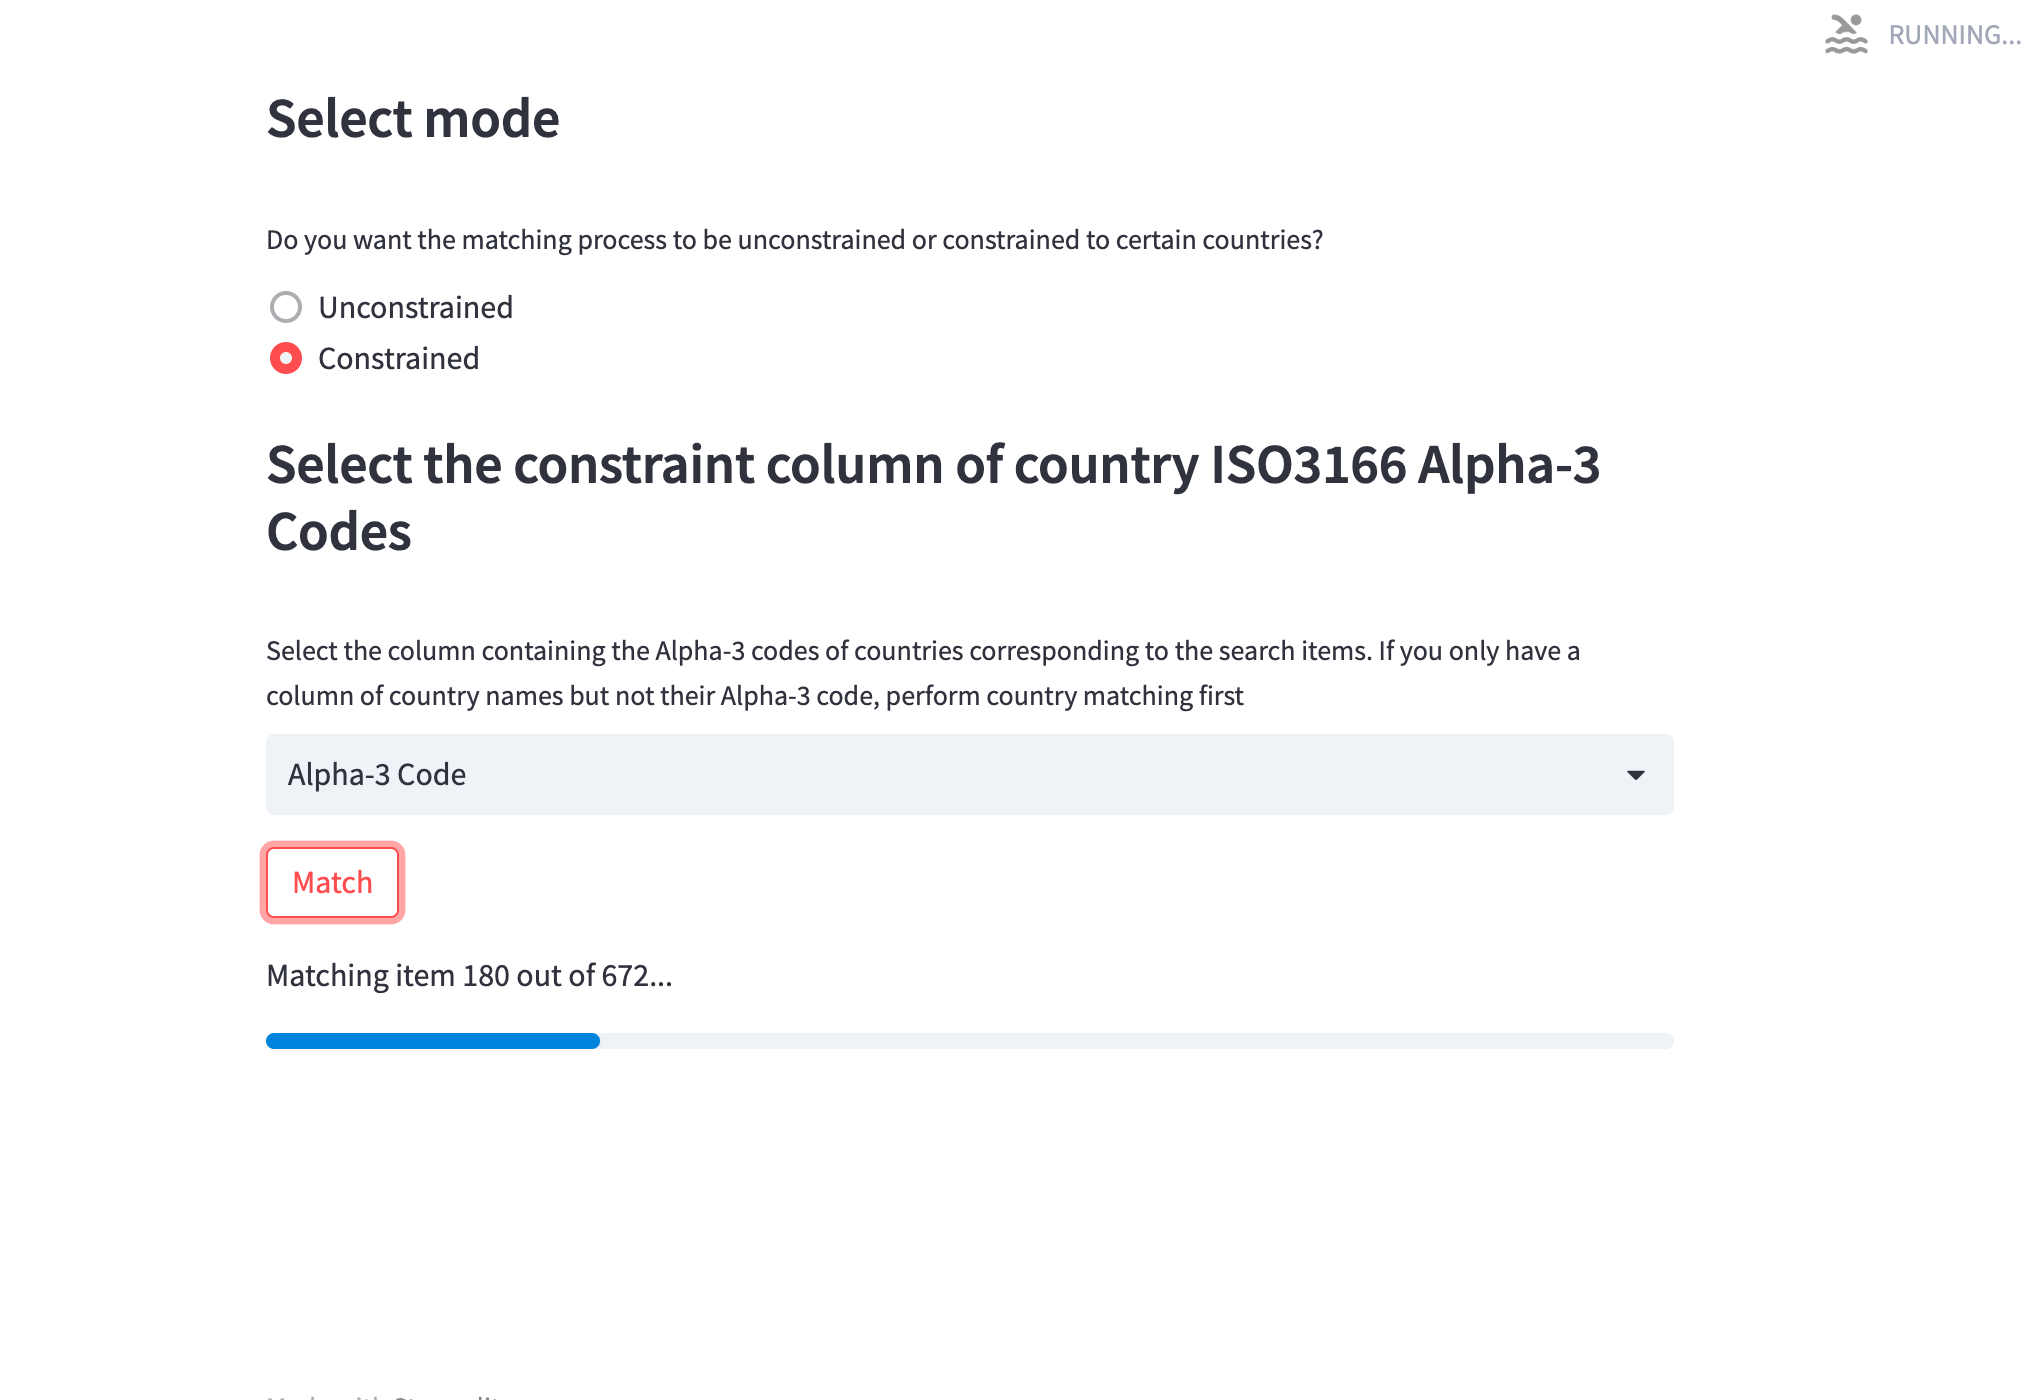 RUNNING...
Select mode
Do you want the matching process to be unconstrained or constrained to certain countries?
Unconstrained
Constrained
Select the constraint column of country ISO3166 Alpha-3
Codes
Select the column containing the Alpha-3 codes of countries corresponding to the search items. If you only have a
column of country names but not their Alpha-3 code, perform country matching first
Alpha-3 Code
Match
Matching item 180 out of 672...